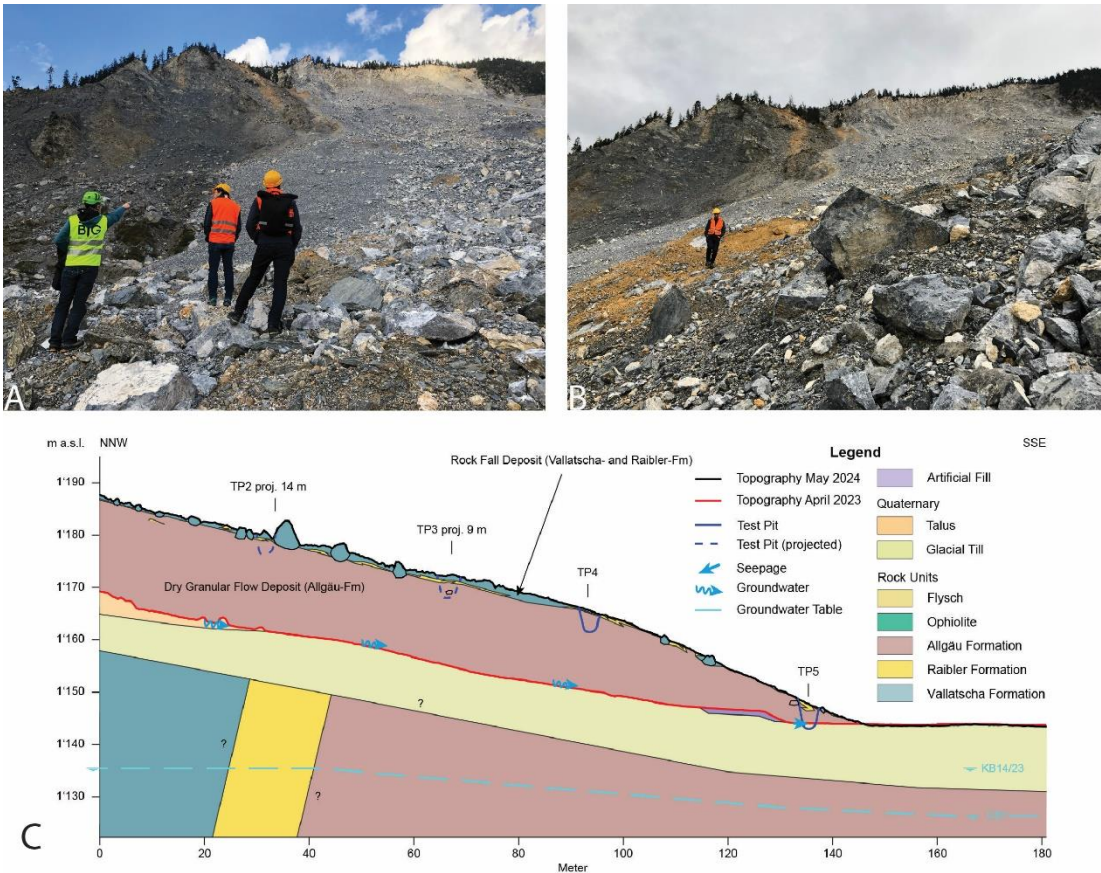 BTG
A
B
m a.s.l.
NNW
SSE
TP2 proj. 14 m
TP3 proj. 9 m
Rock Fall Deposit (Vallatscha- and Raibler-Fm)
TP4
TP5
Dry Granular Flow Deposit (Allgäu-Fm)
1'190
1'180
1'170
1'160
1'150
1'140
1'130
?
?
?
?
KB14/23
Legend
Topography May 2024
Topography April 2023
Test Pit
Test Pit (projected)
Seepage
Groundwater
Groundwater Table
Artificial Fill
Quaternary
Talus
Glacial Till
Rock Units
Flysch
Ophiolite
Allgäu Formation
Raibler Formation
Vallatscha Formation
C
0
20
40
60
80
100
120
140
160
180
Meter